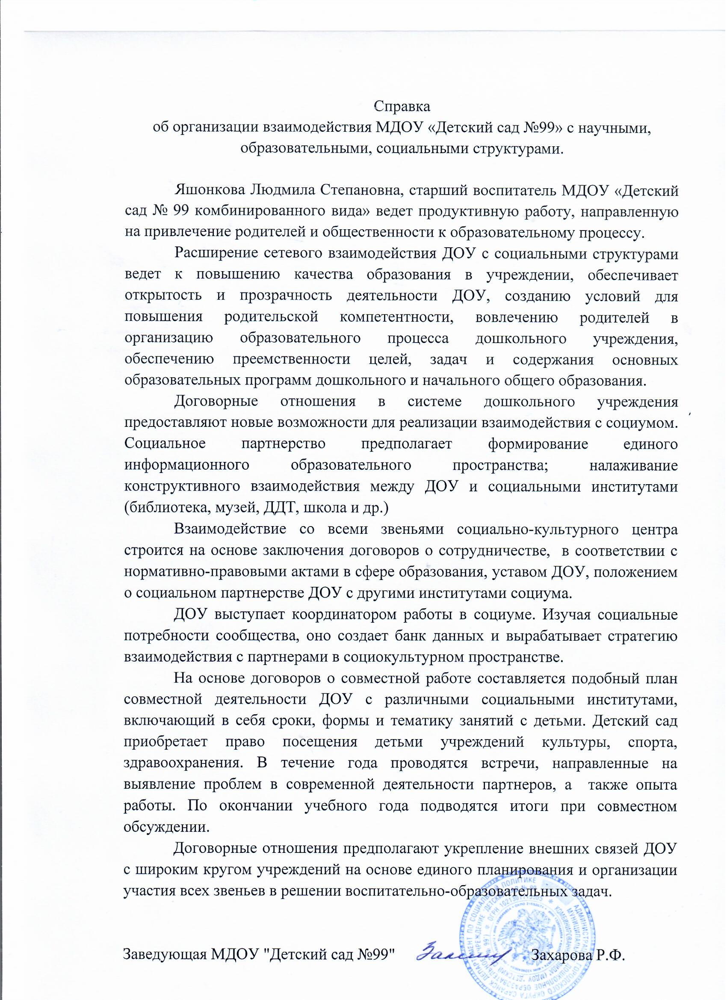 Справка
об организации взаимодействия МДОУ «Детский сад №99» с научными,
образовательными, социальными структурами.
Яшонкова Людмила Степановна, старший воспитатель МДОУ «Детский
сад № 99 комбинированного вида» ведет продуктивную работу, направленную
на привлечение родителей и общественности к образовательному процессу.
Расширение сетевого взаимодействия ДОУ с социальными структурами
ведет к повышению качества образования в учреждении, обеспечивает
открытость и прозрачность деятельности ДОУ, созданию условий для
повышения родительской компетентности, вовлечению родителей в
организацию образовательного процесса дошкольного учреждения,
обеспечению преемственности целей, задач и содержания основных
образовательных программ дошкольного и начального общего образования.
Договорные отношения в системе дошкольного учреждения
предоставляют новые возможности для реализации взаимодействия с социумом.
Социальное партнерство предполагает формирование единого
информационного образовательного пространства; налаживание
конструктивного взаимодействия между ДОУ и социальными институтами
(библиотека, музей, ДДТ, школа и др.)
Взаимодействие со всеми звеньями социально-культурного центра
строится на основе заключения договоров о сотрудничестве, в соответствии с
нормативно-правовыми актами в сфере образования, уставом ДОУ, положением
о социальном партнерстве ДОУ с другими институтами социума.
ДОУ выступает координатором работы в социуме. Изучая социальные
потребности сообщества, оно создает банк данных и вырабатывает стратегию
взаимодействия с партнерами в социокультурном пространстве.
На основе договоров о совместной работе составляется подобный план
совместной деятельности ДОУ с различными социальными институтами,
включающий в себя сроки, формы и тематику занятий с детьми. Детский сад
приобретает право посещения детьми учреждений культуры, спорта,
здравоохранения. В течение года проводятся встречи, направленные на
выявление проблем в современной деятельности партнеров, а также опыта
работы. По окончании учебного года подводятся итоги при совместном
обсуждении.
Договорные отношения предполагают укрепление внешних связей ДОУ
с широким кругом учреждений на основе единого планирования и организации
участия всех звеньев в решении воспитательно-образовательных задач.
Заведующая МДОУ "Детский сад №99" Захарова Р.Ф.